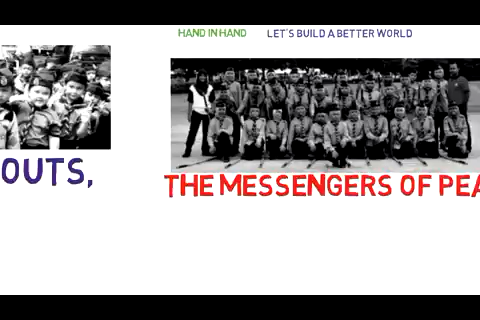 HAND IN HAND LET'S BUILD A BETTER WORLD
OUTS,
THE MESSENGERS OF PEA